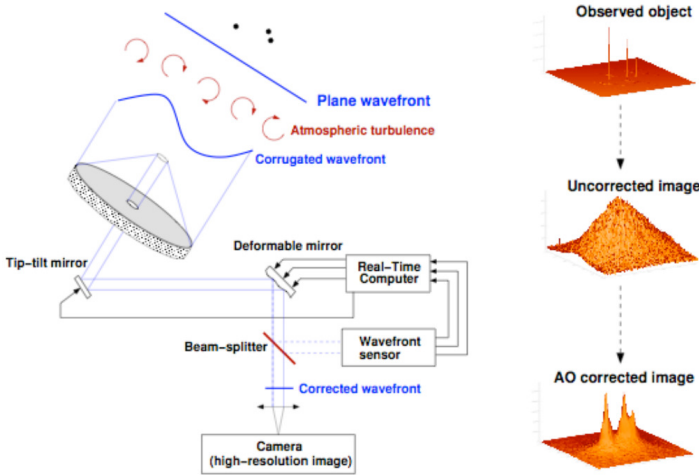 Observed object
Plane wavefront
Atmospheric turbulence
Corrugated wavefront
Uncorrected image
Deformable mirror
Tip-tilt mirror
Real-Time
Computer
Beam-splitter
Wavefront
sensor
AO corrected image
Corrected wavefront
Camera
(high-resolution image)